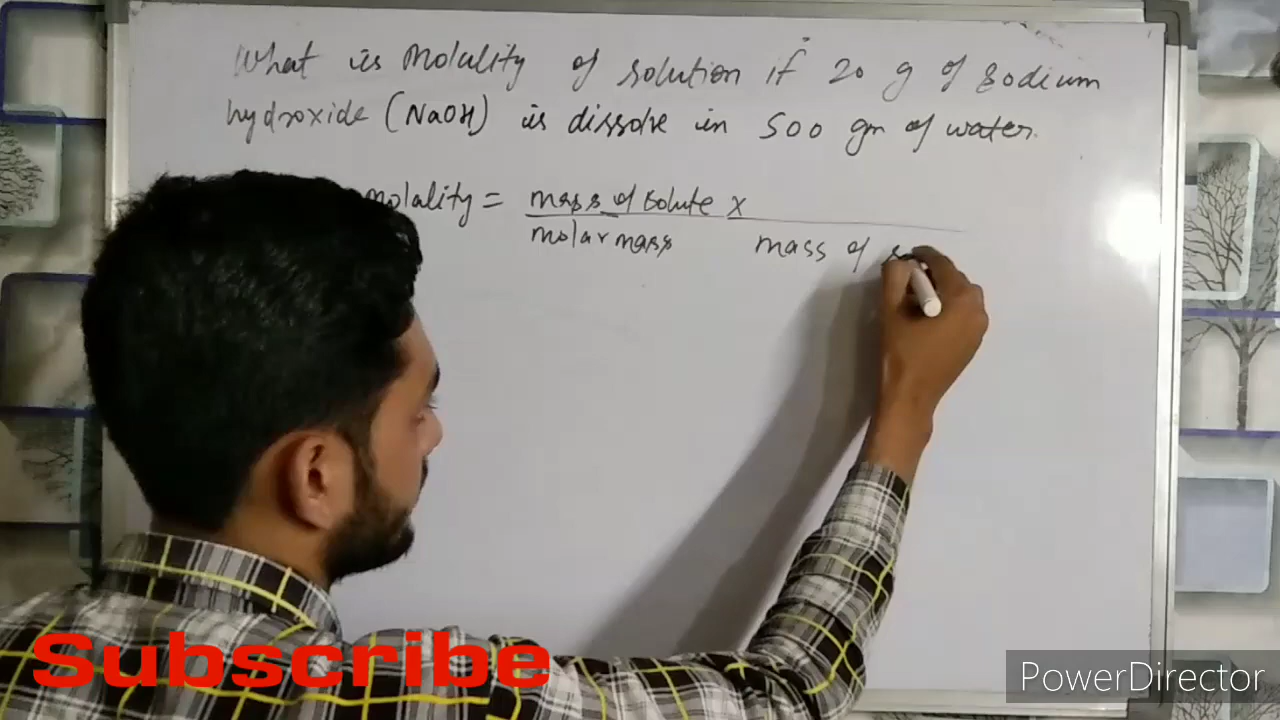 What is Molality of solution if 20 g of sodium
hydroxide (NaOH) is dissolve in 500 gm of water.
molality = mass of solute x
molar mass mass of s
Subscribe
PowerDirector